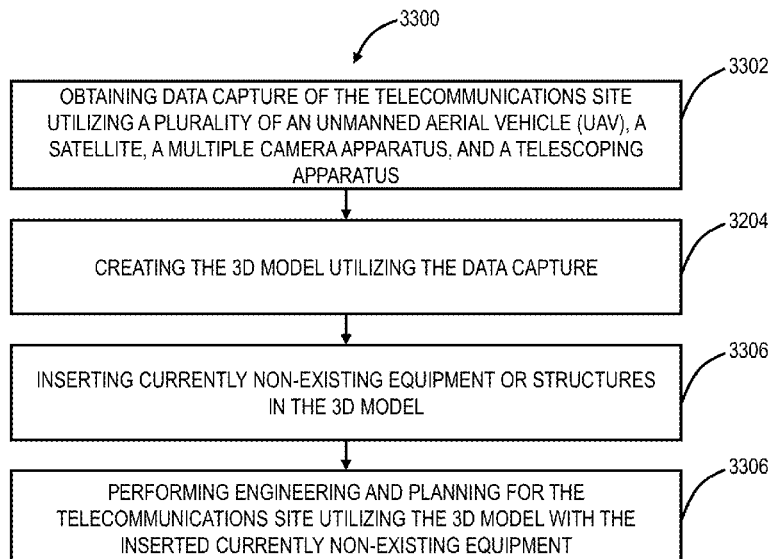 3300
3302
OBTAINING DATA CAPTURE OF THE TELECOMMUNICATIONS SITE
UTILIZING A PLURALITY OF AN UNMANNED AERIAL VEHICLE (UAV), A
SATELLITE, A MULTIPLE CAMERA APPARATUS, AND A TELESCOPING
APPARATUS
3204
CREATING THE 3D MODEL UTILIZING THE DATA CAPTURE
3306
INSERTING CURRENTLY NON-EXISTING EQUIPMENT OR STRUCTURES
IN THE 3D MODEL
3306
PERFORMING ENGINEERING AND PLANNING FOR THE
TELECOMMUNICATIONS SITE UTILIZING THE 3D MODEL WITH THE
INSERTED CURRENTLY NON-EXISTING EQUIPMENT